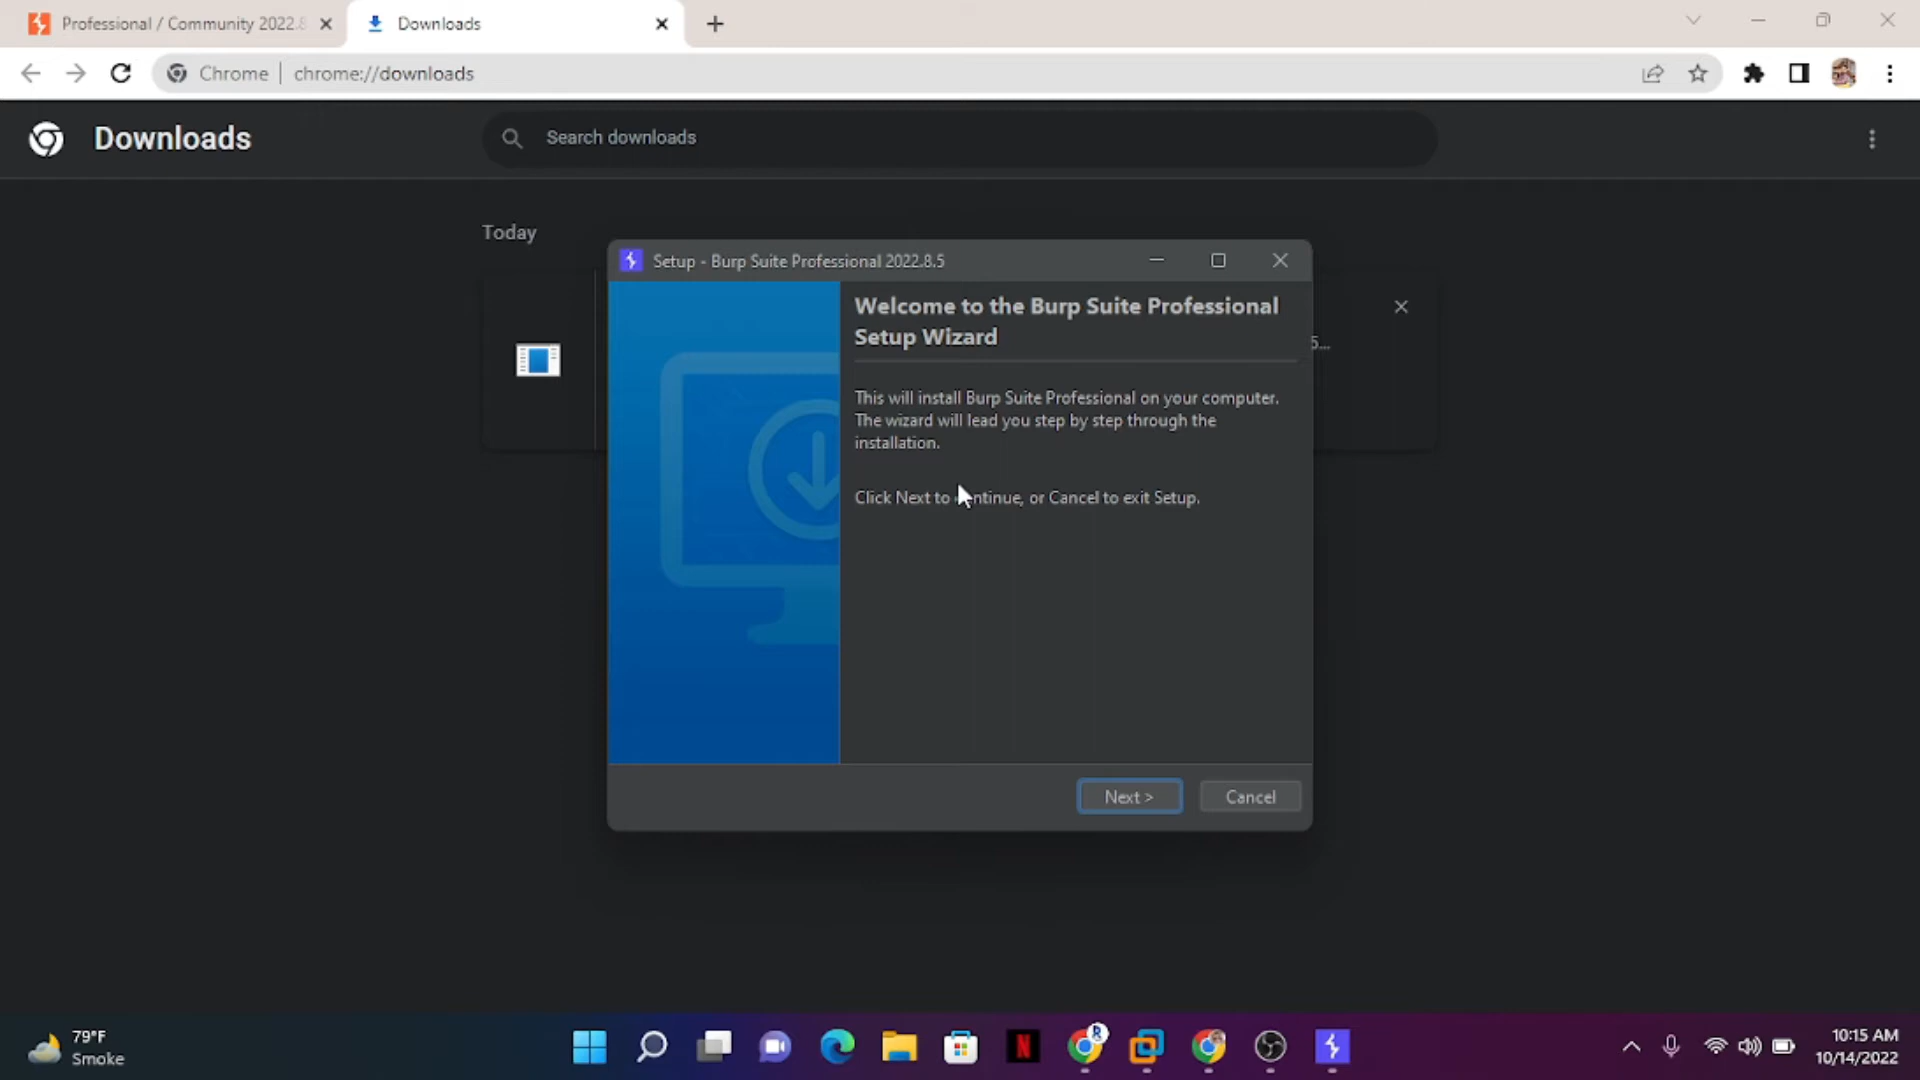 Professional / Community 2022.8
Downloads
Chrome
chrome://downloads
Downloads
Search downloads
Today
Setup - Burp Suite Professional 2022.8.5
Welcome to the Burp Suite Professional
Setup Wizard
5...
This will install Burp Suite Professional on your computer.
The wizard will lead you step by step through the
installation.
Click Next to continue, or Cancel to exit Setup.
Next >
Cancel
79°F
Smoke
R
N
10:15 AM
10/14/2022